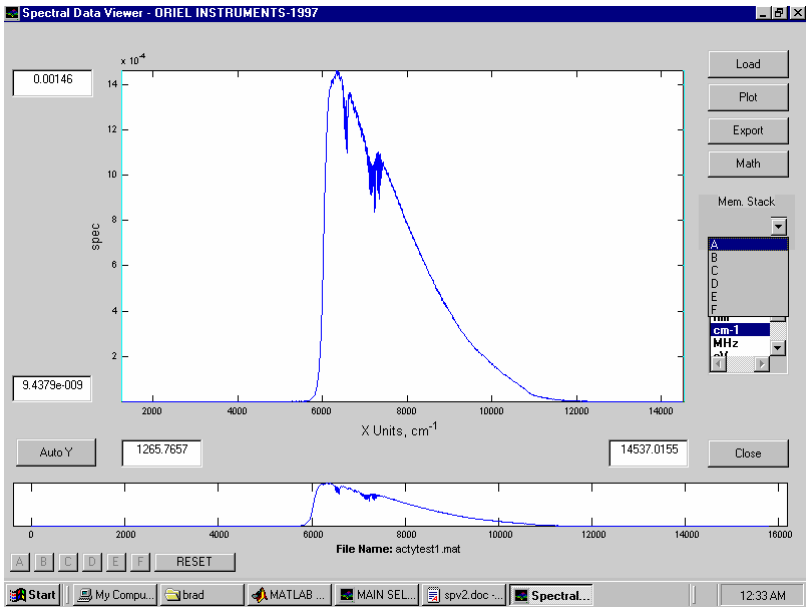 Spectral Data Viewer - ORIEL INSTRUMENTS-1997
0.00146
x 10⁻⁴
14
12
10
8
6
4
2
spec
9.4379e-009
2000 4000 6000 8000 10000 12000 14000
X Units, cm⁻¹
Load
Plot
Export
Math
Mem. Stack
A
B
C
D
E
F
nm
cm-1
MHz
eV
Auto Y
1265.7657
14537.0155
Close
0 2000 4000 6000 8000 10000 12000 14000 16000
File Name: actytest1.mat
A B C D E F RESET
Start My Compu... brad MATLAB ... MAIN SEL... spv2.doc -... Spectral... 12:33 AM